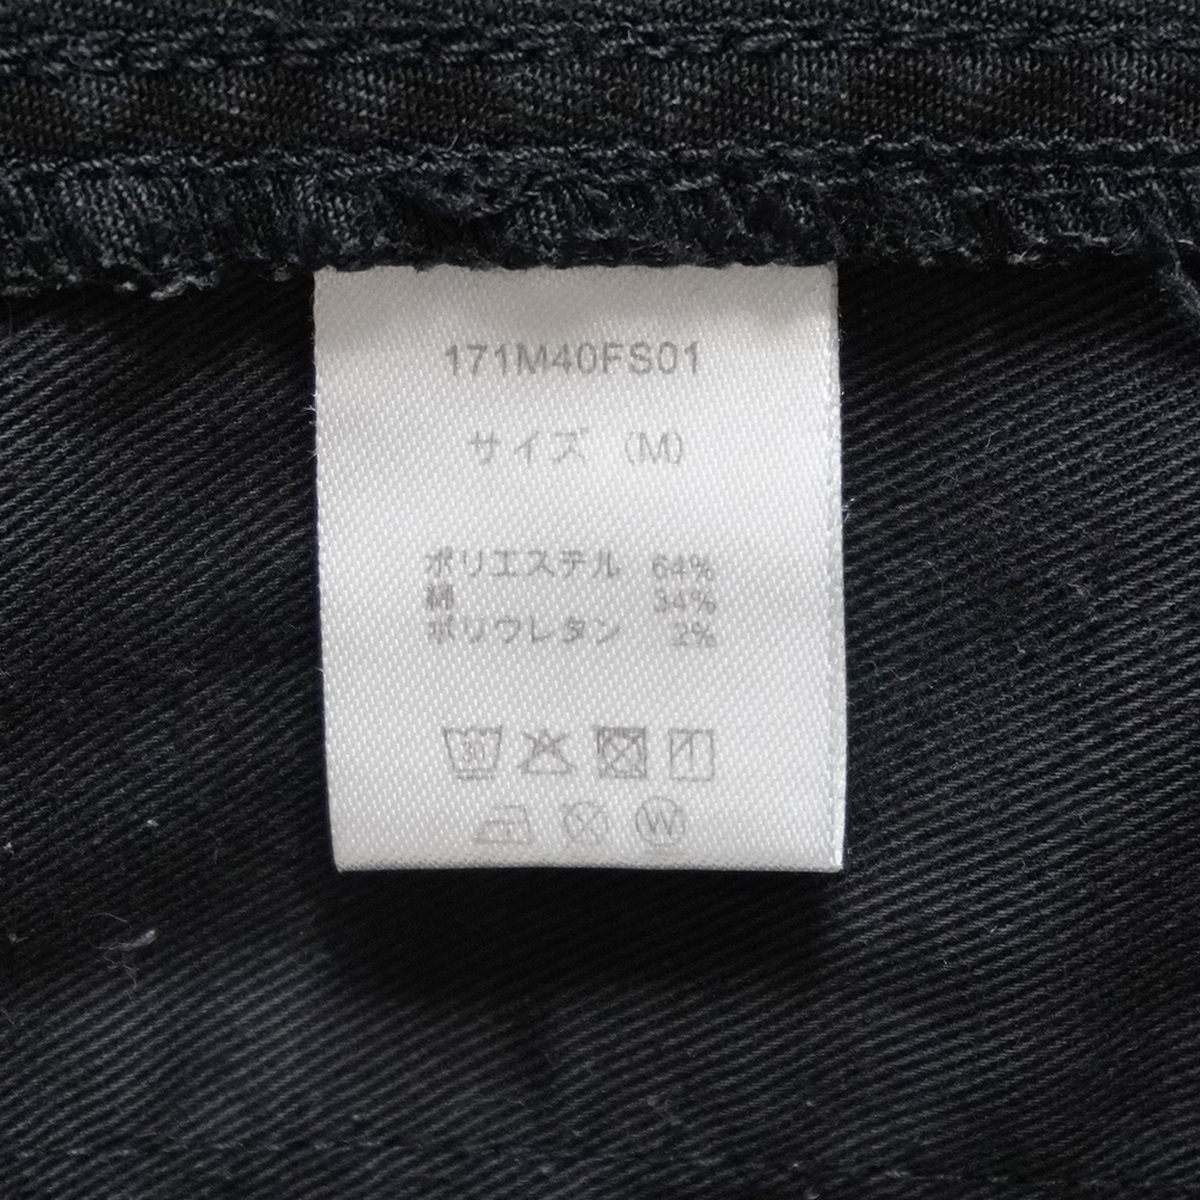 171M40FS01
サイズ (M)
ポリエステル 64%
綿 34%
ポリウレタン 2%
30
W